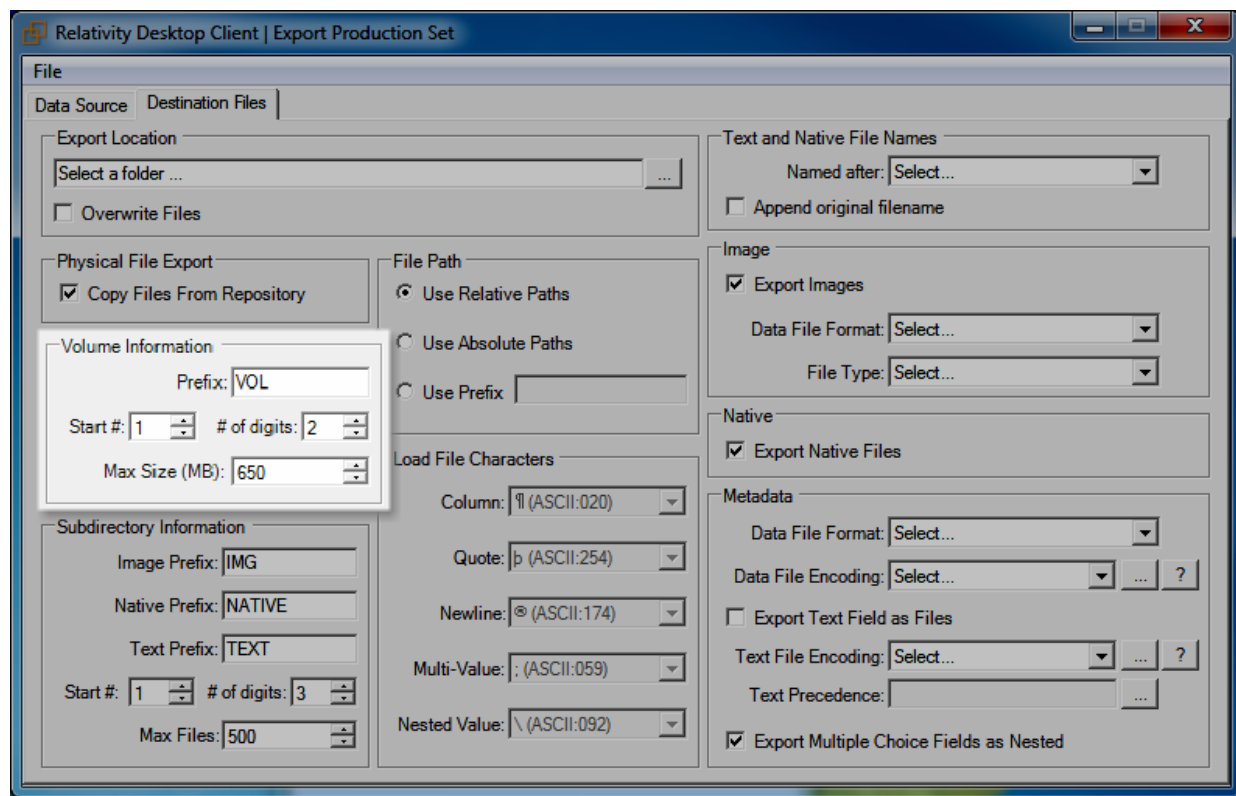 Relativity Desktop Client | Export Production Set
File
Data Source Destination Files
Export Location
Select a folder ... ...
Overwrite Files
Physical File Export
Copy Files From Repository
Volume Information
Prefix: VOL
Start #: 1 # of digits: 2
Max Size (MB): 650
Subdirectory Information
Image Prefix: IMG
Native Prefix: NATIVE
Text Prefix: TEXT
Start #: 1 # of digits: 3
Max Files: 500
File Path
Use Relative Paths
Use Absolute Paths
Use Prefix
Load File Characters
Column: ¶ (ASCII:020)
Quote: þ (ASCII:254)
Newline: ® (ASCII:174)
Multi-Value: ; (ASCII:059)
Nested Value: \ (ASCII:092)
Text and Native File Names
Named after: Select...
Append original filename
Image
Export Images
Data File Format: Select...
File Type: Select...
Native
Export Native Files
Metadata
Data File Format: Select...
Data File Encoding: Select... ... ?
Export Text Field as Files
Text File Encoding: Select... ... ?
Text Precedence: ...
Export Multiple Choice Fields as Nested